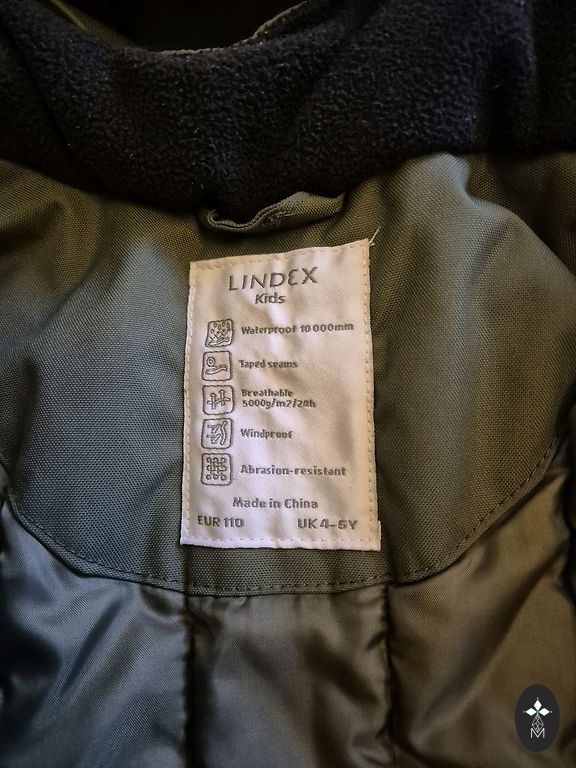 LINDEX
Kids
Waterproof 10 000mm
Taped seams
Breathable
5000g/m2/24h
Windproof
Abrasion-resistant
Made in China
EUR 110 UK 4-5Y
M